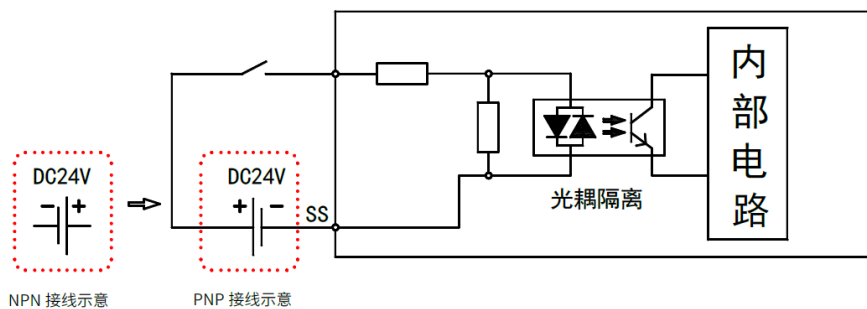 内
部
电
路
DC24V
- +
DC24V
+ -
SS
光耦隔离
NPN 接线示意
PNP 接线示意